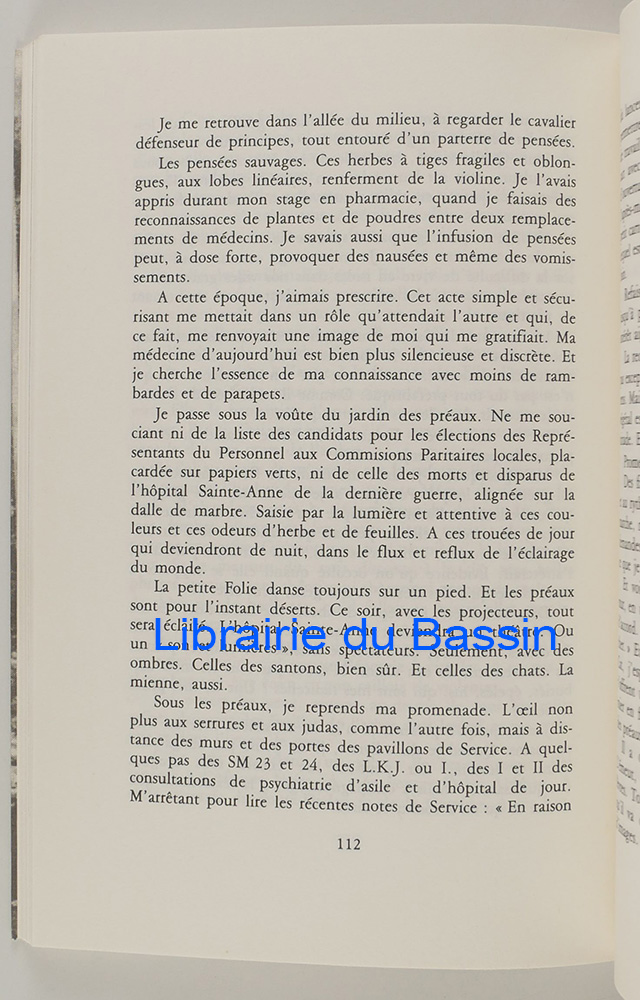 Je me retrouve dans l'allée du milieu, à regarder le cavalier
défenseur de principes, tout entouré d'un parterre de pensées.
Les pensées sauvages. Ces herbes à tiges fragiles et oblon-
gues, aux lobes linéaires, renferment de la violine. Je l'avais
appris durant mon stage en pharmacie, quand je faisais des
reconnaissances de plantes et de poudres entre deux remplace-
ments de médecins. Je savais aussi que l'infusion de pensées
peut, à dose forte, provoquer des nausées et même des vomis-
sements.
A cette époque, j'aimais prescrire. Cet acte simple et sécu-
risant me mettait dans un rôle qu'attendait l'autre et qui, de
ce fait, me renvoyait une image de moi qui me gratifiait. Ma
médecine d'aujourd'hui est bien plus silencieuse et discrète. Et
je cherche l'essence de ma connaissance avec moins de ram-
bardes et de parapets.
Je passe sous la voûte du jardin des préaux. Ne me sou-
ciant ni de la liste des candidats pour les élections des Repré-
sentants du Personnel aux Commisions Paritaires locales, pla-
cardée sur papiers verts, ni de celle des morts et disparus de
l'hôpital Sainte-Anne de la dernière guerre, alignée sur la
dalle de marbre. Saisie par la lumière et attentive à ces cou-
leurs et ces odeurs d'herbe et de feuilles. A ces trouées de jour
qui deviendront de nuit, dans le flux et reflux de l'éclairage
du monde.
La petite Folie danse toujours sur un pied. Et les préaux
sont pour l'instant déserts. Ce soir, avec les projecteurs, tout
sera éclairé. L'hôpital Sainte-Anne deviendra un théâtre. Ou
un « son et lumières », sans spectateurs. Seulement, avec des
Librairie du Bassin
ombres. Celles des santons, bien sûr. Et celles des chats. La
mienne, aussi.
Sous les préaux, je reprends ma promenade. L'œil non
plus aux serrures et aux judas, comme l'autre fois, mais à dis-
tance des murs et des portes des pavillons de Service. A quel-
ques pas des SM 23 et 24, des L.K.J. ou I., des I et II des
consultations de psychiatrie d'asile et d'hôpital de jour.
M'arrêtant pour lire les récentes notes de Service : « En raison
112